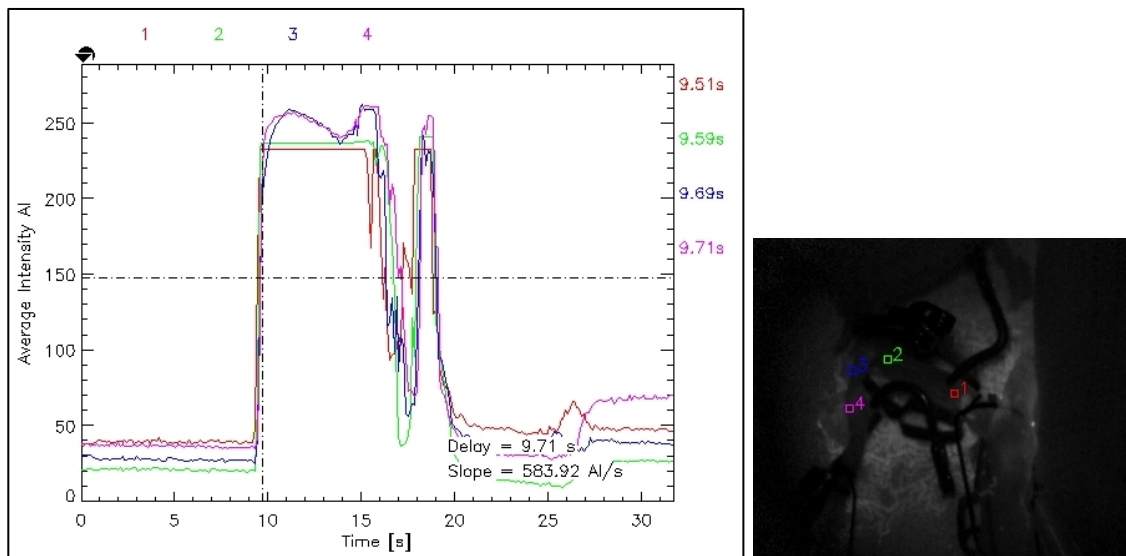 1 2 3 4
9.51s
9.59s
9.69s
9.71s
250
200
150
100
50
0
Average Intensity AI
Delay = 9.71 s
Slope = 583.92 AI/s
0 5 10 15 20 25 30
Time [s]
2
3
1
4